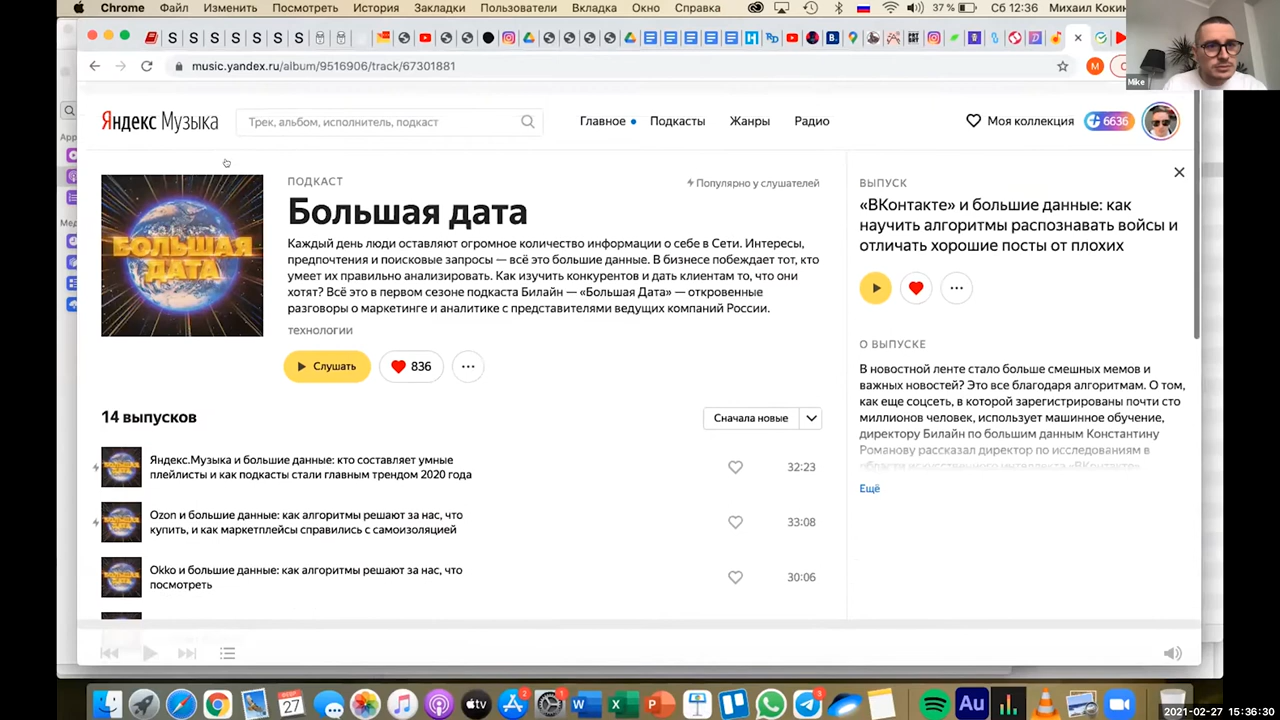 Chrome Файл Изменить Посмотреть История Закладки Пользователи Вкладка Окно Справка 37 % Сб 12:36 Михаил Кокин
music.yandex.ru/album/9516906/track/67301881
Mike
Яндекс Музыка
Трек, альбом, исполнитель, подкаст
Главное Подкасты Жанры Радио
Моя коллекция 6636
ПОДКАСТ
Популярно у слушателей
Большая дата
БОЛЬШАЯ
ДАТА
Каждый день люди оставляют огромное количество информации о себе в Сети. Интересы,
предпочтения и поисковые запросы — всё это большие данные. В бизнесе побеждает тот, кто
умеет их правильно анализировать. Как изучить конкурентов и дать клиентам то, что они
хотят? Всё это в первом сезоне подкаста Билайн — «Большая Дата» — откровенные
разговоры о маркетинге и аналитике с представителями ведущих компаний России.
технологии
Слушать 836
14 выпусков
Сначала новые
Яндекс.Музыка и большие данные: кто составляет умные
плейлисты и как подкасты стали главным трендом 2020 года
32:23
Ozon и большие данные: как алгоритмы решают за нас, что
купить, и как маркетплейсы справились с самоизоляцией
33:08
Okko и большие данные: как алгоритмы решают за нас, что
посмотреть
30:06
ВЫПУСК
«ВКонтакте» и большие данные: как
научить алгоритмы распознавать войсы и
отличать хорошие посты от плохих
О ВЫПУСКЕ
В новостной ленте стало больше смешных мемов и
важных новостей? Это все благодаря алгоритмам. О том,
как еще соцсеть, в которой зарегистрированы почти сто
миллионов человек, использует машинное обучение,
директору Билайн по большим данным Константину
Романову рассказал директор по исследованиям в
области искусственного интеллекта «ВКонтакте»
Ещё
2021-02-27 15:36:30